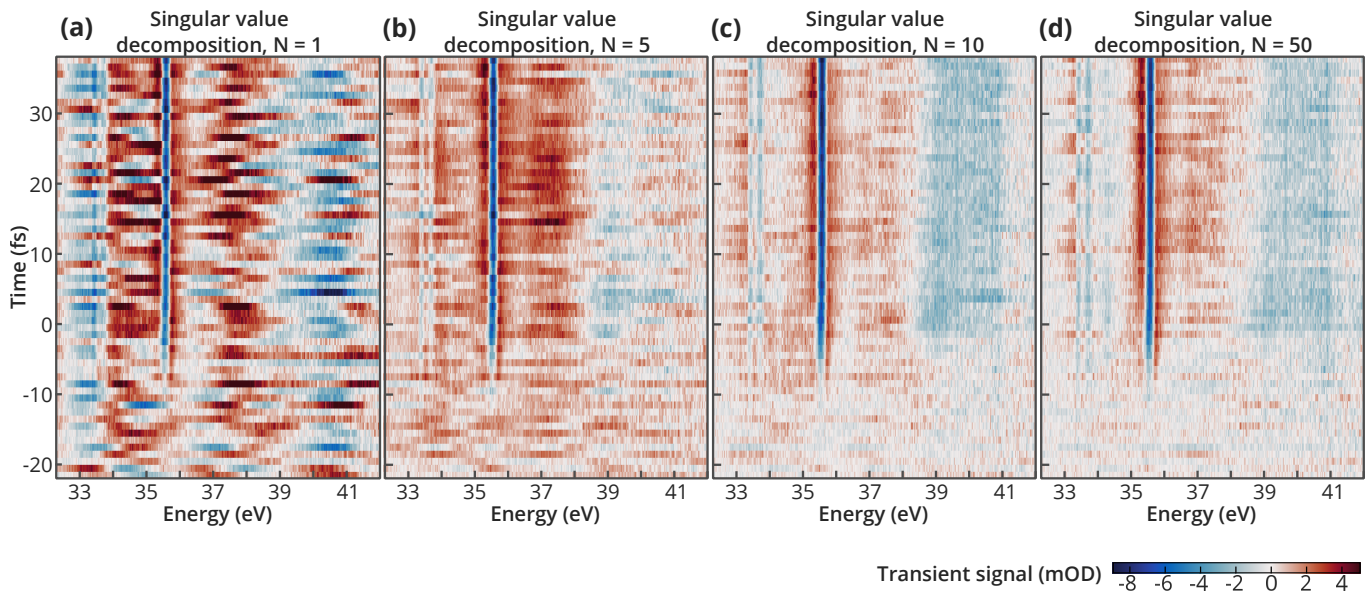 (a) Singular value decomposition, N = 1
(b) Singular value decomposition, N = 5
(c) Singular value decomposition, N = 10
(d) Singular value decomposition, N = 50
Time (fs)
30
20
10
0
-10
-20
33 35 37 39 41
33 35 37 39 41
33 35 37 39 41
33 35 37 39 41
Energy (eV)
Energy (eV)
Energy (eV)
Energy (eV)
Transient signal (mOD)
-8 -6 -4 -2 0 2 4